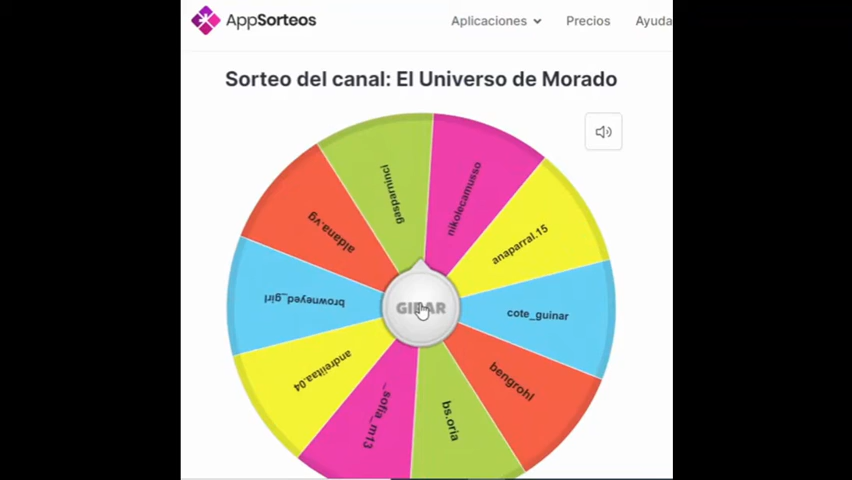 AppSorteos
Aplicaciones
Precios
Ayuda
Sorteo del canal: El Universo de Morado
gasparninci
nikolecamusso
anaparral.15
cote_guinar
bengrohl
bs.oria
_sofia_m13
andreiitaa.04
browneyed_girl
aldana.vg
GIRAR